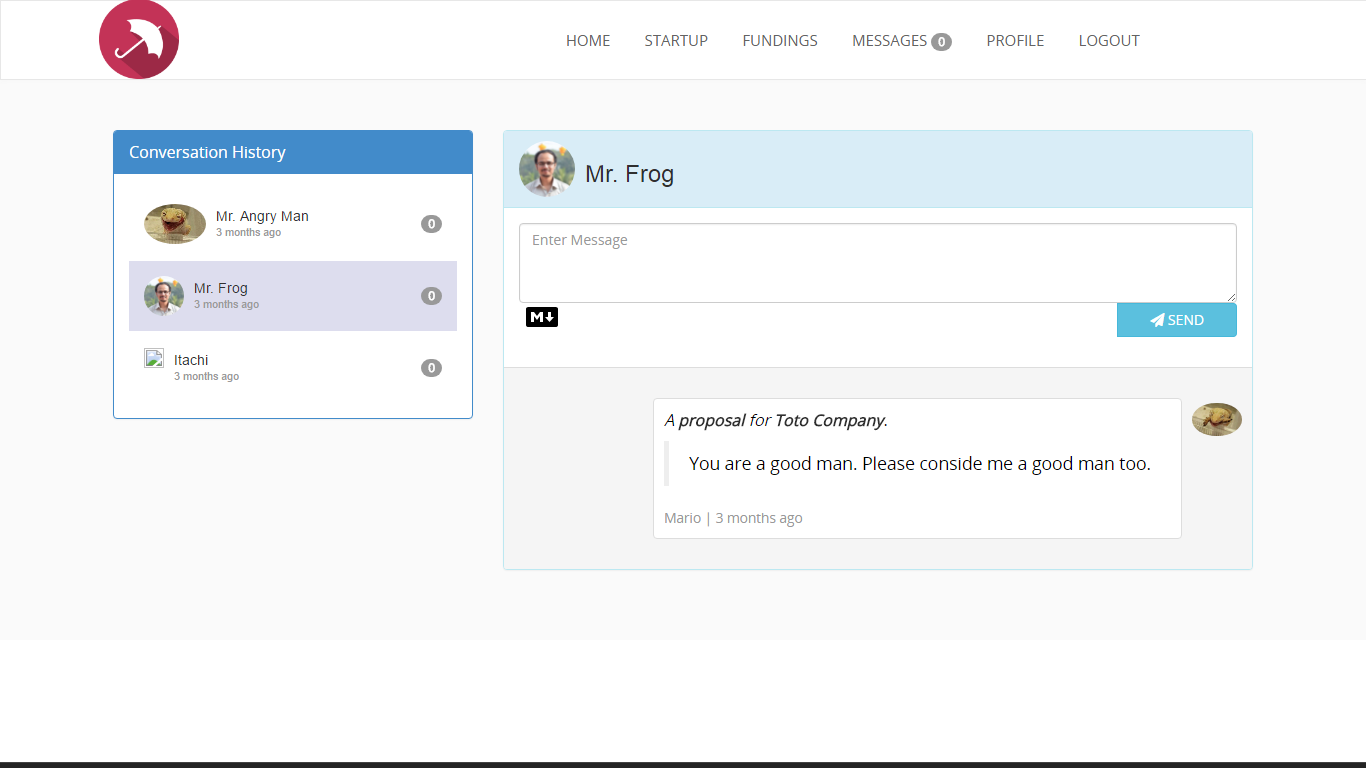 HOME STARTUP FUNDINGS MESSAGES 0 PROFILE LOGOUT
Conversation History
Mr. Angry Man
3 months ago
0
Mr. Frog
3 months ago
0
Itachi
3 months ago
0
Mr. Frog
Enter Message
M
SEND
A proposal for Toto Company.
You are a good man. Please conside me a good man too.
Mario | 3 months ago